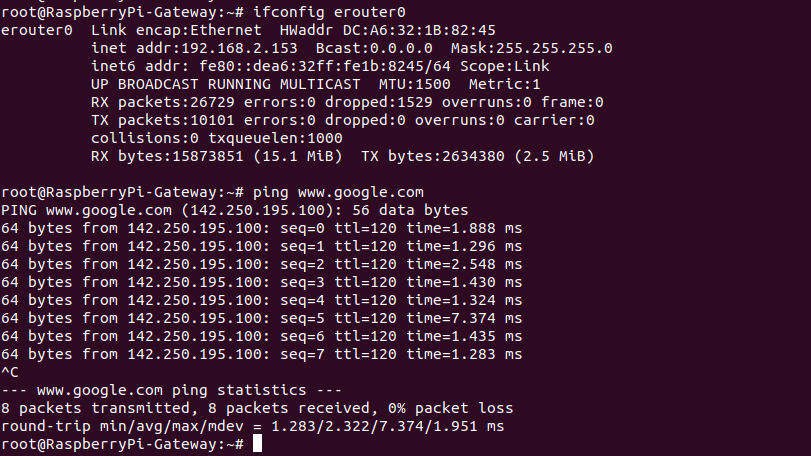 root@RaspberryPi-Gateway:~# ifconfig erouter0
erouter0  Link encap:Ethernet  HWaddr DC:A6:32:1B:82:45
          inet addr:192.168.2.153  Bcast:0.0.0.0  Mask:255.255.255.0
          inet6 addr: fe80::dea6:32ff:fe1b:8245/64 Scope:Link
          UP BROADCAST RUNNING MULTICAST  MTU:1500  Metric:1
          RX packets:26729 errors:0 dropped:1529 overruns:0 frame:0
          TX packets:10101 errors:0 dropped:0 overruns:0 carrier:0
          collisions:0 txqueuelen:1000
          RX bytes:15873851 (15.1 MiB)  TX bytes:2634380 (2.5 MiB)

root@RaspberryPi-Gateway:~# ping www.google.com
PING www.google.com (142.250.195.100): 56 data bytes
64 bytes from 142.250.195.100: seq=0 ttl=120 time=1.888 ms
64 bytes from 142.250.195.100: seq=1 ttl=120 time=1.296 ms
64 bytes from 142.250.195.100: seq=2 ttl=120 time=2.548 ms
64 bytes from 142.250.195.100: seq=3 ttl=120 time=1.430 ms
64 bytes from 142.250.195.100: seq=4 ttl=120 time=1.324 ms
64 bytes from 142.250.195.100: seq=5 ttl=120 time=7.374 ms
64 bytes from 142.250.195.100: seq=6 ttl=120 time=1.435 ms
64 bytes from 142.250.195.100: seq=7 ttl=120 time=1.283 ms
^C
--- www.google.com ping statistics ---
8 packets transmitted, 8 packets received, 0% packet loss
round-trip min/avg/max/mdev = 1.283/2.322/7.374/1.951 ms
root@RaspberryPi-Gateway:~#